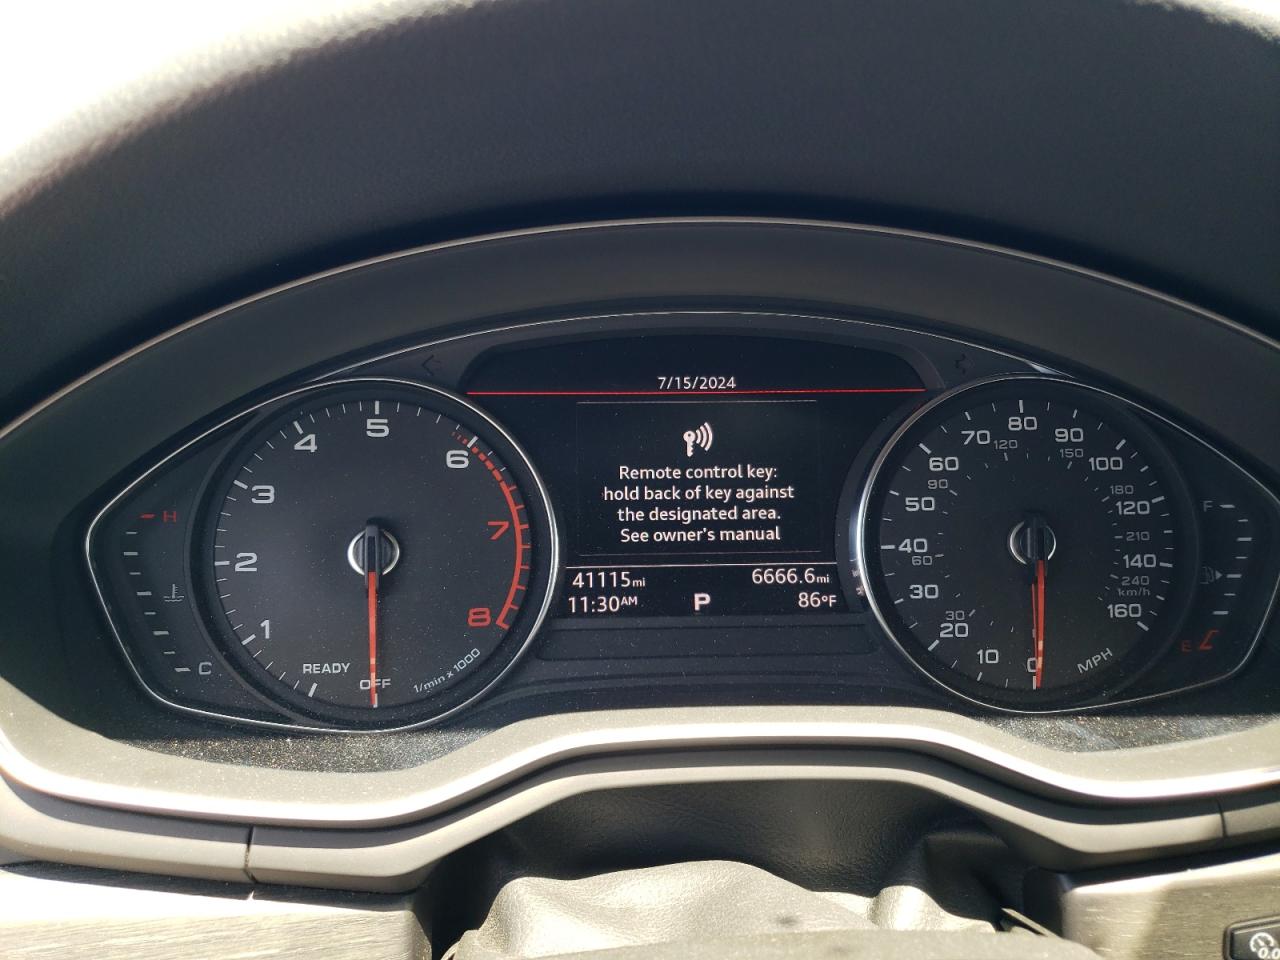 7/15/2024
Remote control key:
hold back of key against
the designated area.
See owner's manual
41115mi
6666.6mi
11:30AM
P
86°F
H
C
1
2
3
4
5
6
7
8
READY
OFF
1/min x 1000
0
10
20
30
40
50
60
70
80
90
100
120
140
160
MPH
30
60
90
120
150
180
210
240
km/h
F
E
0.0